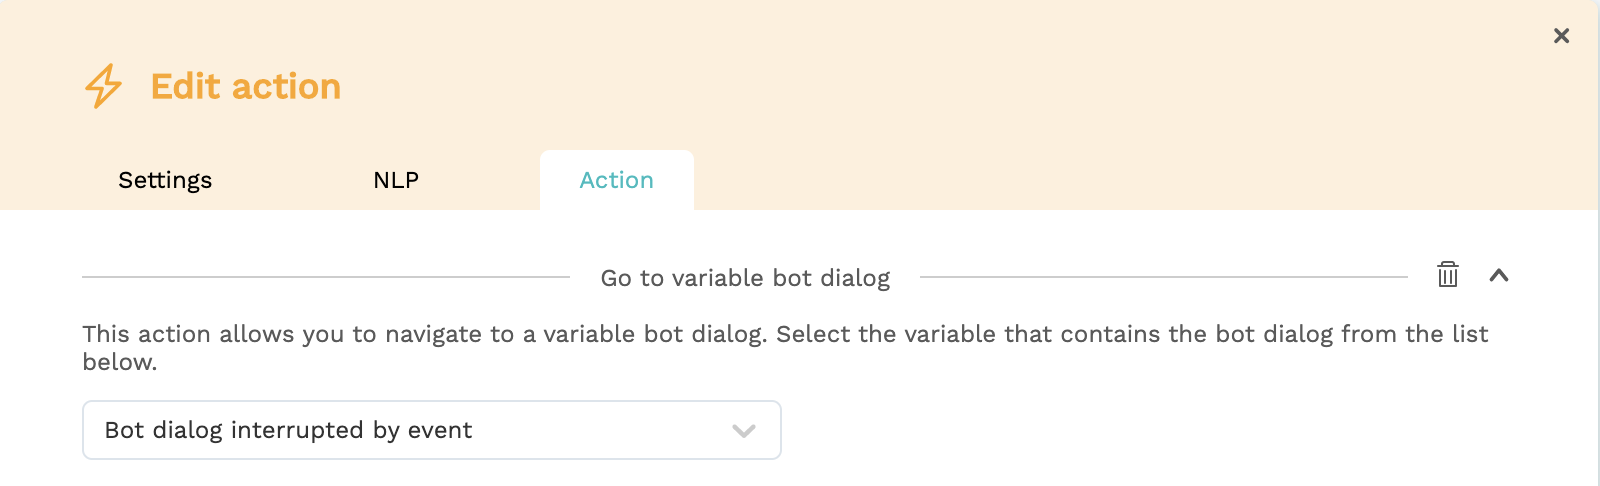 Edit action
Settings NLP Action
Go to variable bot dialog
This action allows you to navigate to a variable bot dialog. Select the variable that contains the bot dialog from the list
below.
Bot dialog interrupted by event